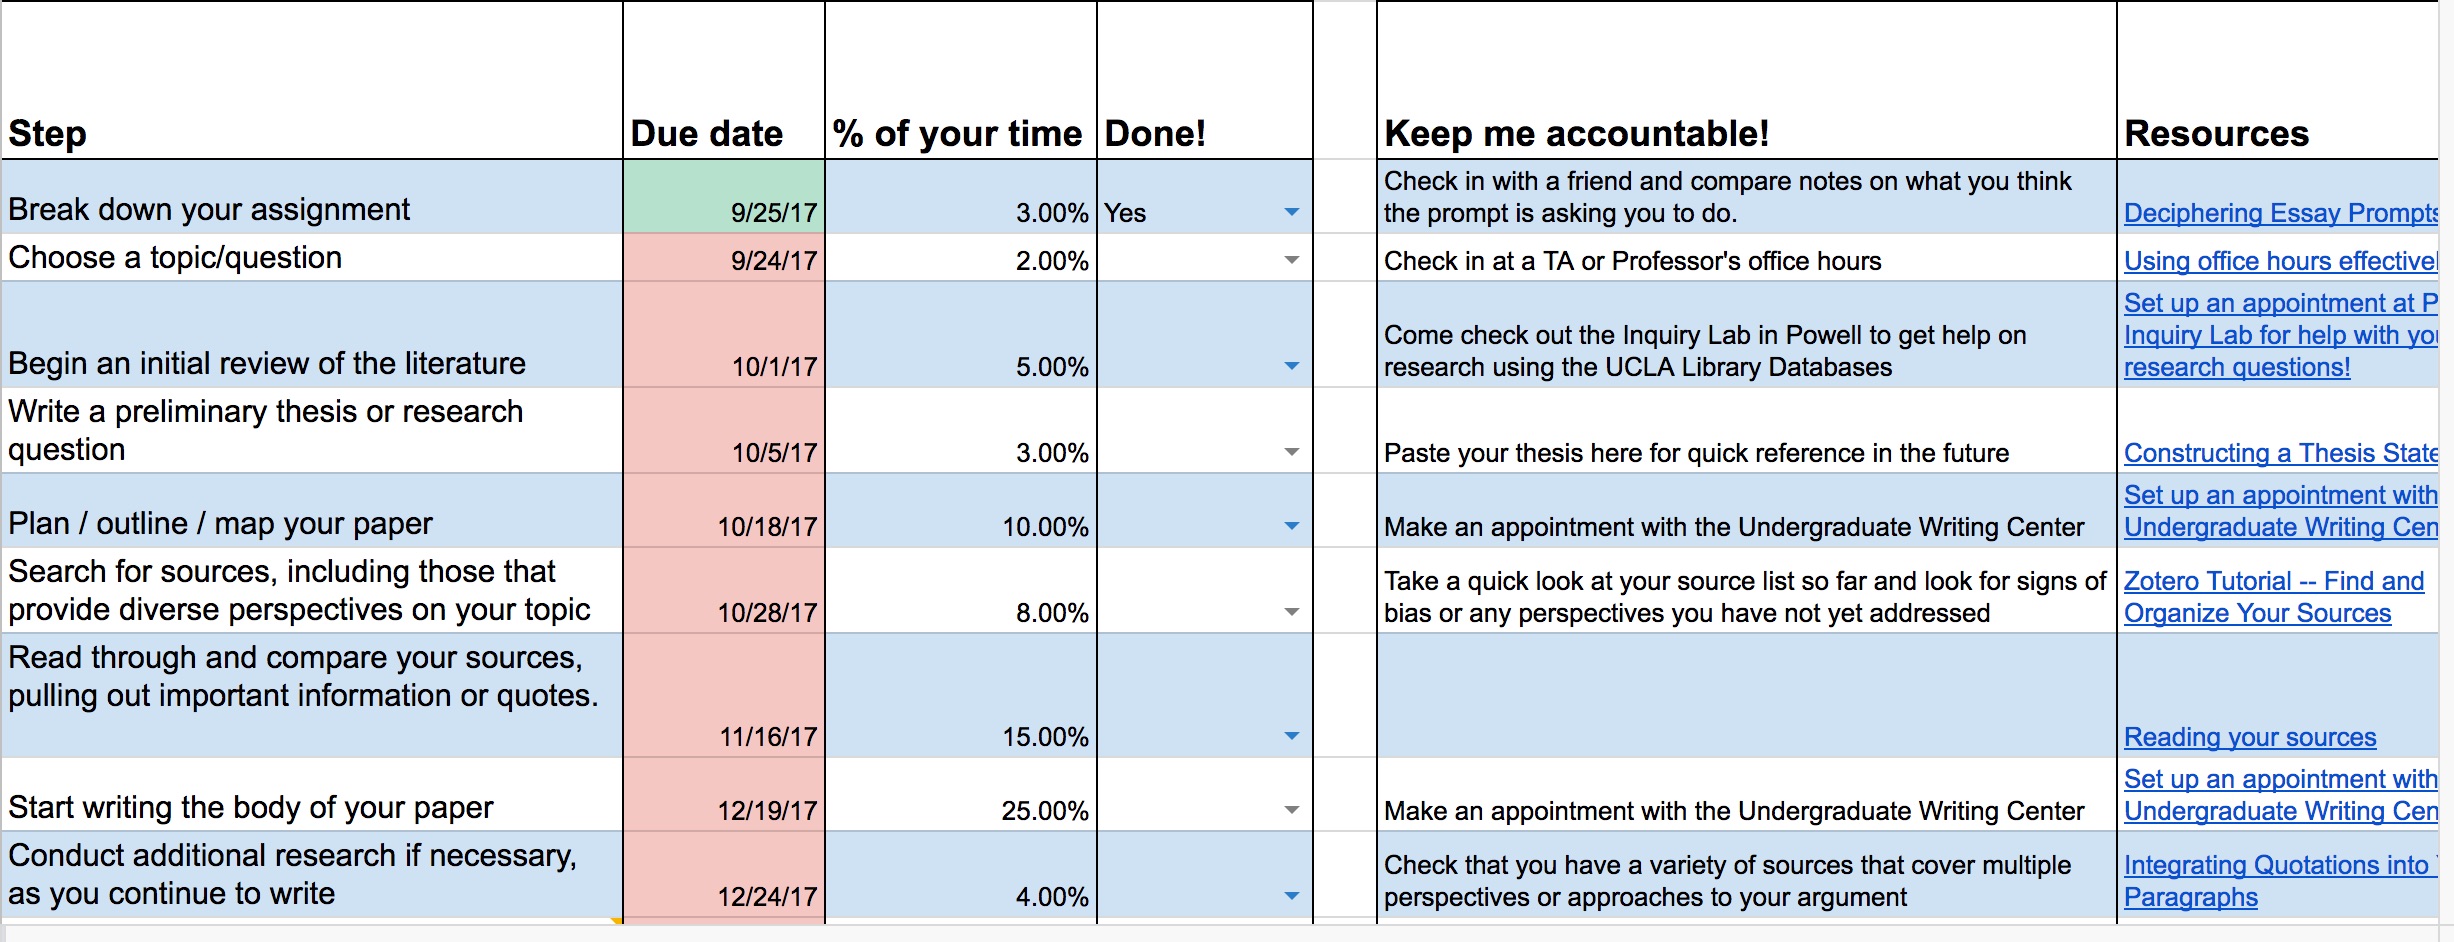 Step Due date % of your time Done! Keep me accountable! Resources
Break down your assignment 9/25/17 3.00% Yes Check in with a friend and compare notes on what you think
the prompt is asking you to do. Deciphering Essay Prompts
Choose a topic/question 9/24/17 2.00% Check in at a TA or Professor's office hours Using office hours
Begin an initial review of the literature 10/1/17 5.00% Come check out the Inquiry Lab in Powell to get help on
research using the UCLA Library Databases Set up an appointment at
Inquiry Lab for help with
research questions!
Write a preliminary thesis or research
question 10/5/17 3.00% Paste your thesis here for quick reference in the future Constructing a Thesis
Plan / outline / map your paper 10/18/17 10.00% Make an appointment with the Undergraduate Writing Center Set up an appointment with
Undergraduate Writing
Search for sources, including those that
provide diverse perspectives on your topic 10/28/17 8.00% Take a quick look at your source list so far and look for signs of
bias or any perspectives you have not yet addressed Zotero Tutorial -- Find and
Organize Your Sources
Read through and compare your sources,
pulling out important information or quotes.
11/16/17 15.00% Reading your sources
Start writing the body of your paper 12/19/17 25.00% Make an appointment with the Undergraduate Writing Center Set up an appointment with
Undergraduate Writing
Conduct additional research if necessary,
as you continue to write 12/24/17 4.00% Check that you have a variety of sources that cover multiple
perspectives or approaches to your argument Integrating Quotations into
Paragraphs